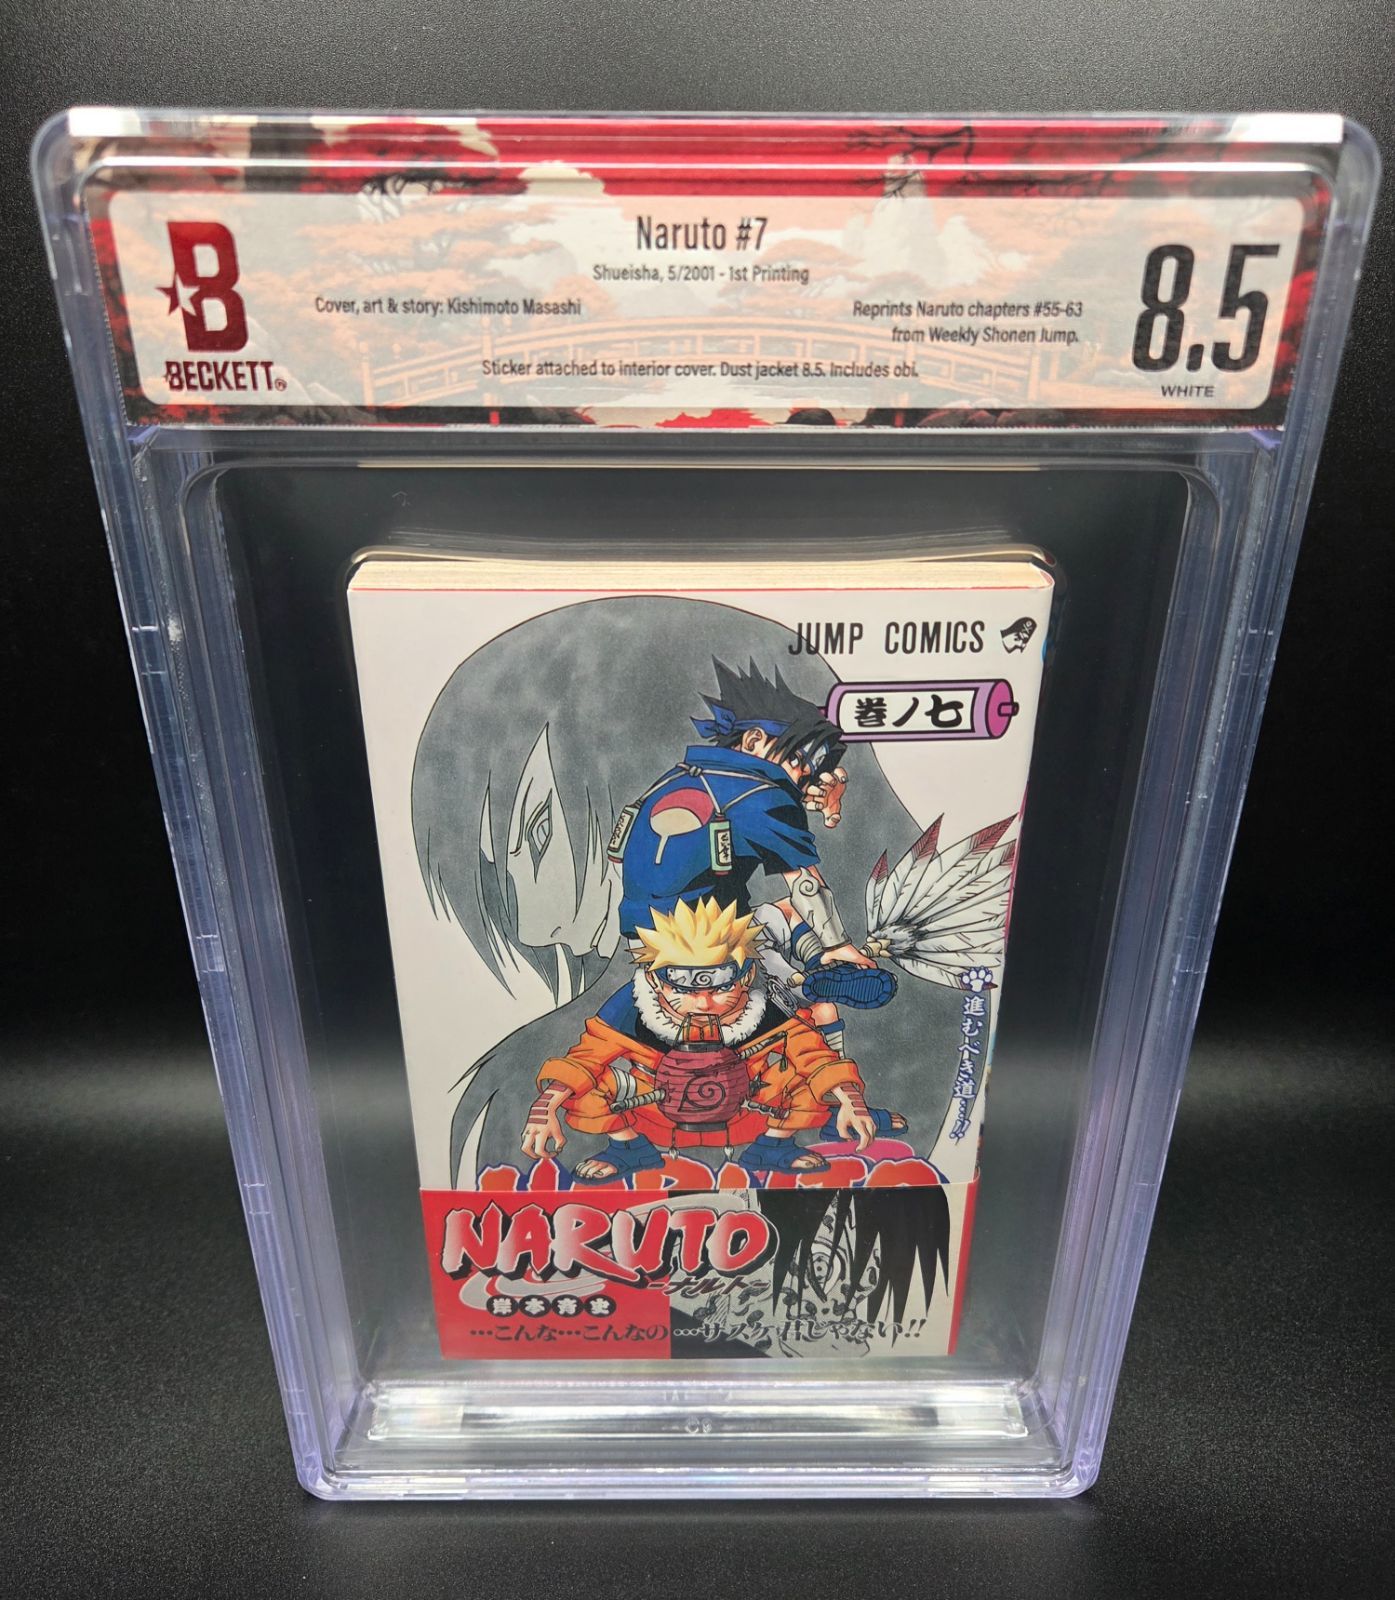 Naruto #7
Shueisha, 5/2001 - 1st Printing
Cover, art & story: Kishimoto Masashi
Reprints Naruto chapters #55-63
from Weekly Shonen Jump.
Sticker attached to interior cover. Dust jacket 8.5. Includes obi.
B
BECKETT®
8.5
WHITE
JUMP COMICS
巻ノ七
進むべき道…!!
NARUTO
NARUTO
-ナルト-
岸本斉史
…こんな…こんなの…サスケ君じゃない!!